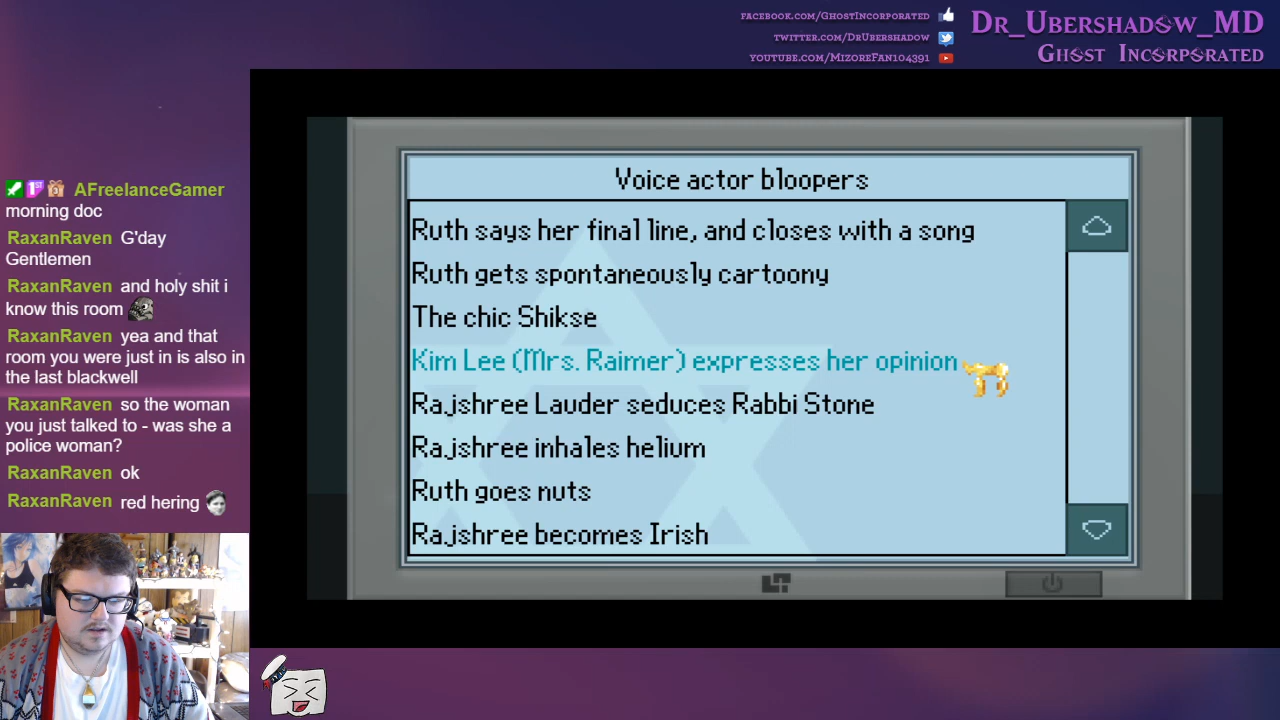 FACEBOOK.COM/GHOSTINCORPORATED
TWITTER.COM/DRUBERSHADOW
YOUTUBE.COM/MIZOREFAN104391
DR_UBERSHADOW_MD
GHOST INCORPORATED
AFreelanceGamer
morning doc
RaxanRaven G'day
Gentlemen
RaxanRaven and holy shit i
know this room
RaxanRaven yea and that
room you were just in is also in
the last blackwell
RaxanRaven so the woman
you just talked to - was she a
police woman?
RaxanRaven ok
RaxanRaven red hering
Voice actor bloopers
Ruth says her final line, and closes with a song
Ruth gets spontaneously cartoony
The chic Shikse
Kim Lee (Mrs. Raimer) expresses her opinion
Rajshree Lauder seduces Rabbi Stone
Rajshree inhales helium
Ruth goes nuts
Rajshree becomes Irish